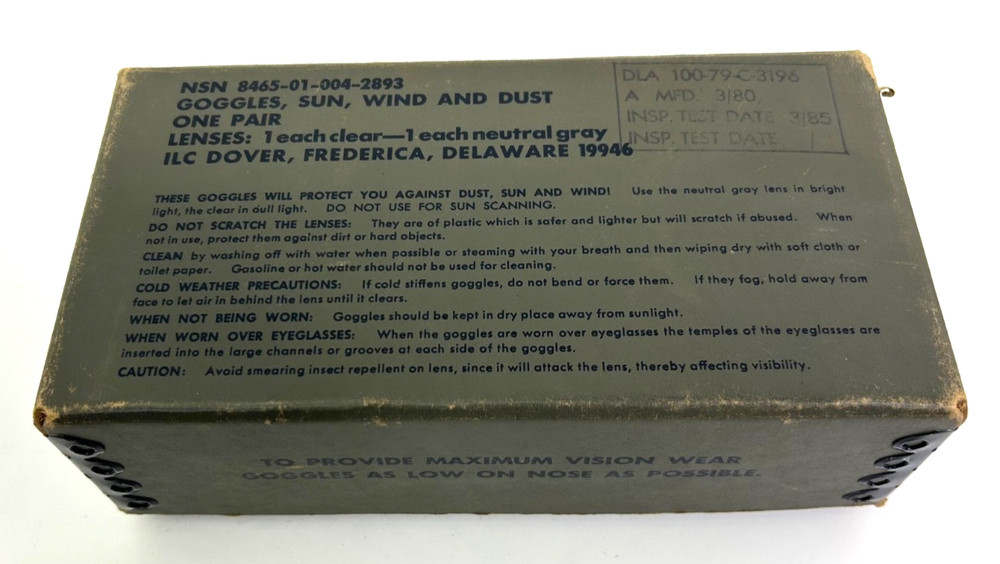 NSN 8465-01-004-2893
GOGGLES, SUN, WIND AND DUST
ONE PAIR
LENSES: 1 each clear—1 each neutral gray
ILC DOVER, FREDERICA, DELAWARE 19946
DLA 100-79-C-3196
A MFD. 3/80
INSP. TEST DATE 3/85
INSP. TEST DATE /
THESE GOGGLES WILL PROTECT YOU AGAINST DUST, SUN AND WIND! Use the neutral gray lens in bright
light, the clear in dull light. DO NOT USE FOR SUN SCANNING.
DO NOT SCRATCH THE LENSES: They are of plastic which is safer and lighter but will scratch if abused. When
not in use, protect them against dirt or hard objects.
CLEAN by washing off with water when possible or steaming with your breath and then wiping dry with soft cloth or
toilet paper. Gasoline or hot water should not be used for cleaning.
COLD WEATHER PRECAUTIONS: If cold stiffens goggles, do not bend or force them. If they fog, hold away from
face to let air in behind the lens until it clears.
WHEN NOT BEING WORN: Goggles should be kept in dry place away from sunlight.
WHEN WORN OVER EYEGLASSES: When the goggles are worn over eyeglasses the temples of the eyeglasses are
inserted into the large channels or grooves at each side of the goggles.
CAUTION: Avoid smearing insect repellent on lens, since it will attack the lens, thereby affecting visibility.
TO PROVIDE MAXIMUM VISION WEAR
GOGGLES AS LOW ON NOSE AS POSSIBLE.